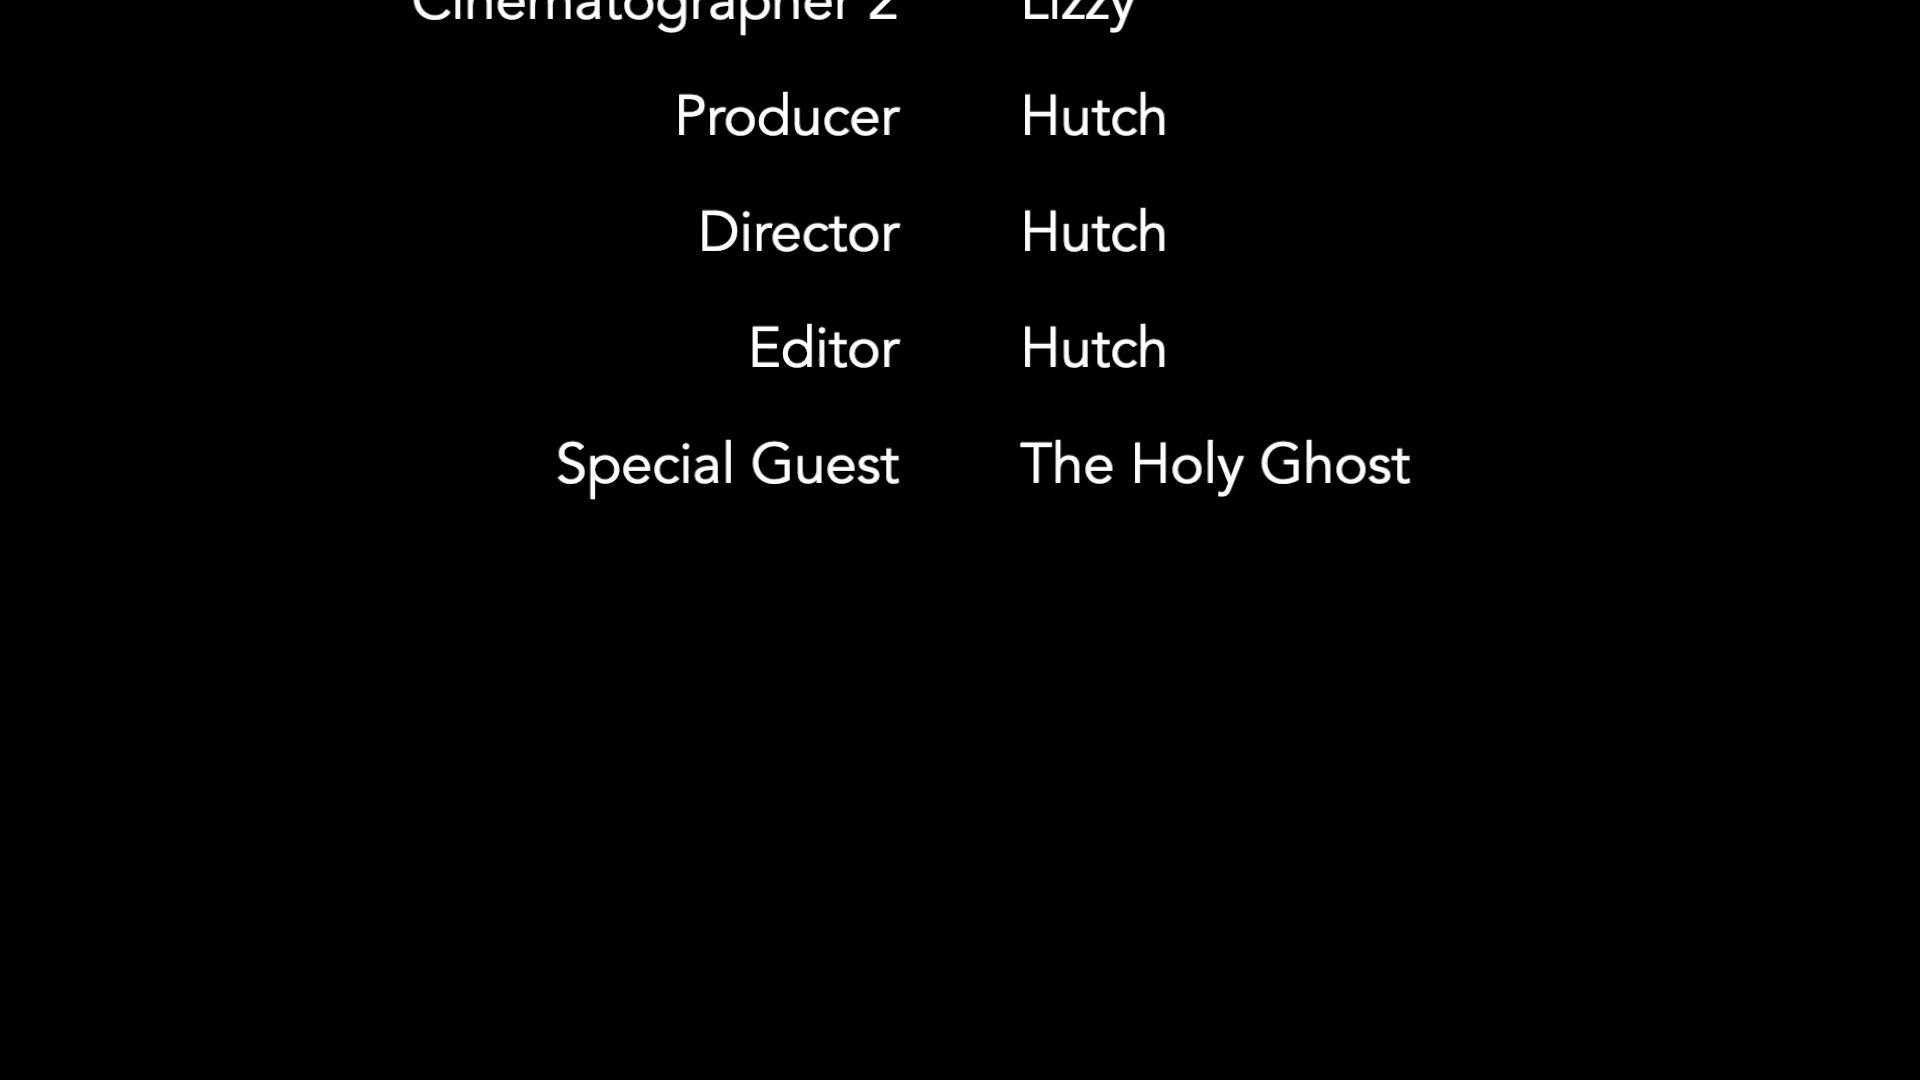 Cinematographer 2 Lizzy
Producer Hutch
Director Hutch
Editor Hutch
Special Guest The Holy Ghost